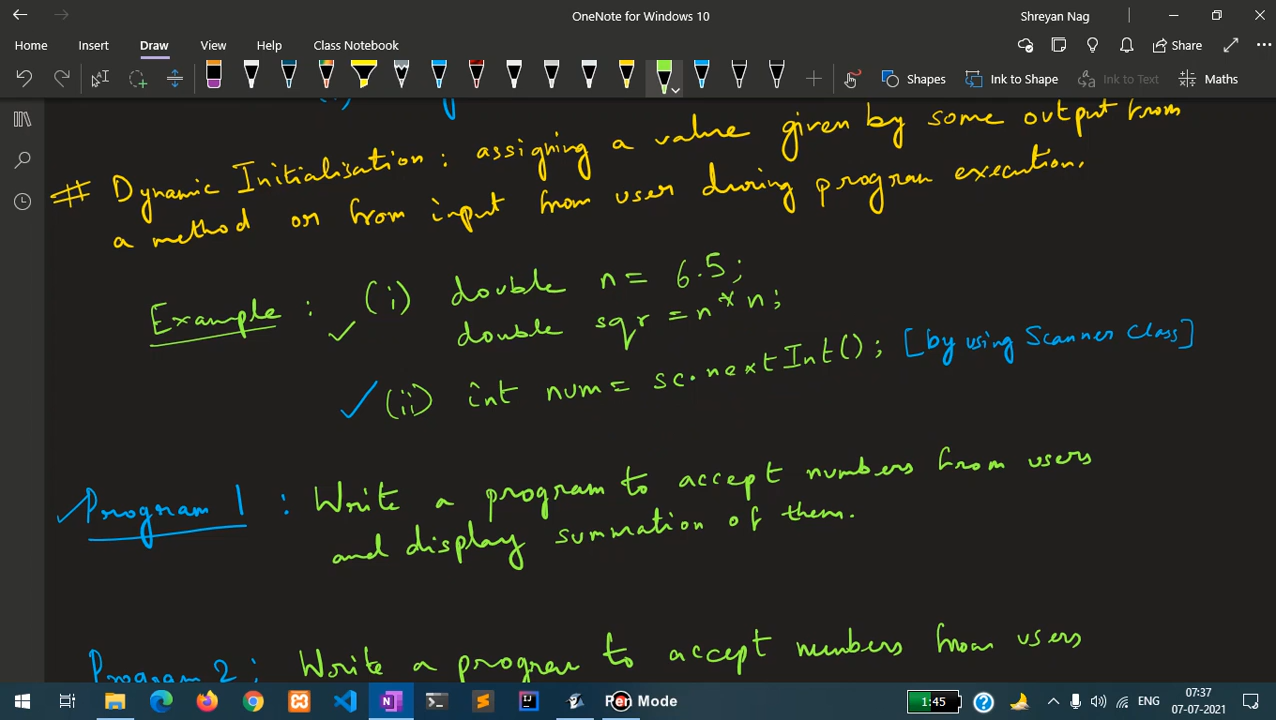 OneNote for Windows 10
Shreyan Nag
Home Insert Draw View Help Class Notebook
Share
Shapes Ink to Shape Ink to Text Maths
# Dynamic Initialisation : assigning a value given by some output from
a method or from input from user during program execution.
Example : (i) double n = 6.5;
double sqr = n * n;
(ii) int num = sc.nextInt(); [by using Scanner Class]
Program 1 : Write a program to accept numbers from users
and display summation of them.
Program 2 : Write a program to accept numbers from users
Pen Mode
1:45
ENG
07:37
07-07-2021